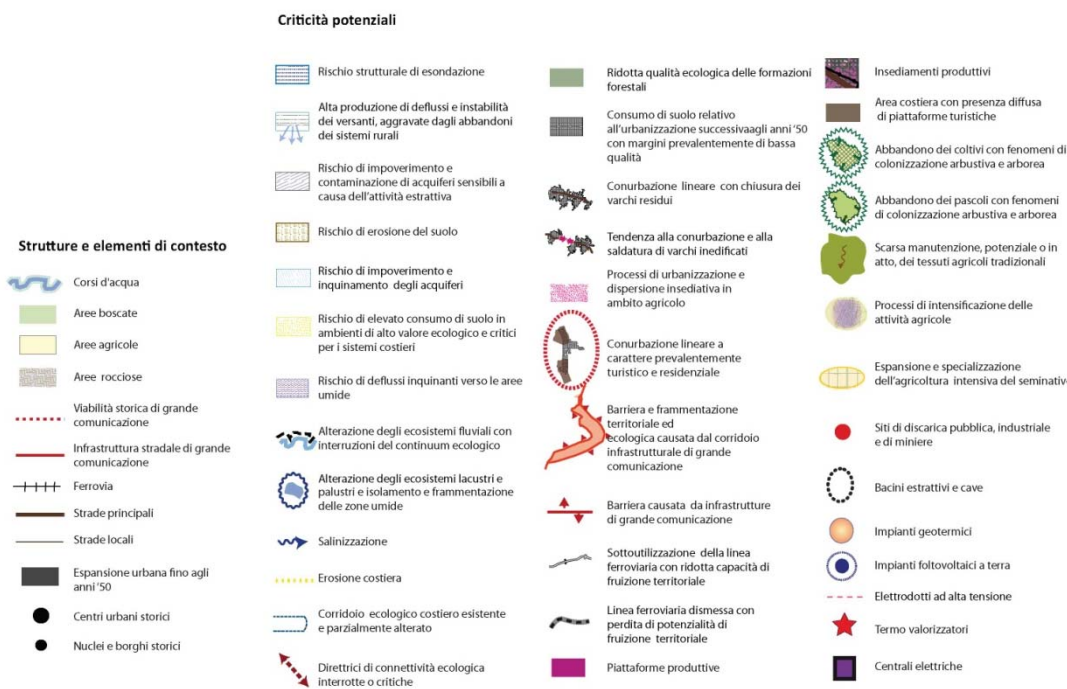 Criticità potenziali
Rischio strutturale di esondazione
Alta produzione di deflussi e instabilità
dei versanti, aggravate dagli abbandoni
dei sistemi rurali
Rischio di impoverimento e
contaminazione di acquiferi sensibili a
causa dell'attività estrattiva
Rischio di erosione del suolo
Rischio di impoverimento e
inquinamento degli acquiferi
Rischio di elevato consumo di suolo in
ambienti di alto valore ecologico e critici
per i sistemi costieri
Rischio di deflussi inquinanti verso le aree
umide
Alterazione degli ecosistemi fluviali con
interruzioni del continuum ecologico
Alterazione degli ecosistemi lacustri e
palustri e isolamento e frammentazione
delle zone umide
Salinizzazione
Erosione costiera
Corridoio ecologico costiero esistente
e parzialmente alterato
Direttrici di connettività ecologica
interrotte o critiche
Strutture e elementi di contesto
Corsi d'acqua
Aree boscate
Aree agricole
Aree rocciose
Viabilità storica di grande
comunicazione
Infrastruttura stradale di grande
comunicazione
Ferrovia
Strade principali
Strade locali
Espansione urbana fino agli
anni '50
Centri urbani storici
Nuclei e borghi storici
Ridotta qualità ecologica delle formazioni
forestali
Consumo di suolo relativo
all'urbanizzazione successivaagli anni '50
con margini prevalentemente di bassa
qualità
Conurbazione lineare con chiusura dei
varchi residui
Tendenza alla conurbazione e alla
saldatura di varchi inedificati
Processi di urbanizzazione e
dispersione insediativa in
ambito agricolo
Conurbazione lineare a
carattere prevalentemente
turistico e residenziale
Barriera e frammentazione
territoriale ed
ecologica causata dal corridoio
infrastrutturale di grande
comunicazione
Barriera causata da infrastrutture
di grande comunicazione
Sottoutilizzazione della linea
ferroviaria con ridotta capacità di
fruizione territoriale
Linea ferroviaria dismessa con
perdita di potenzialità di
fruizione territoriale
Piattaforme produttive
Insediamenti produttivi
Area costiera con presenza diffusa
di piattaforme turistiche
Abbandono dei coltivi con fenomeni di
colonizzazione arbustiva e arborea
Abbandono dei pascoli con fenomeni
di colonizzazione arbustiva e arborea
Scarsa manutenzione, potenziale o in
atto, dei tessuti agricoli tradizionali
Processi di intensificazione delle
attività agricole
Espansione e specializzazione
dell'agricoltura intensiva del seminativo
Siti di discarica pubblica, industriale
e di miniere
Bacini estrattivi e cave
Impianti geotermici
Impianti foltovoltaici a terra
Elettrodotti ad alta tensione
Termo valorizzatori
Centrali elettriche